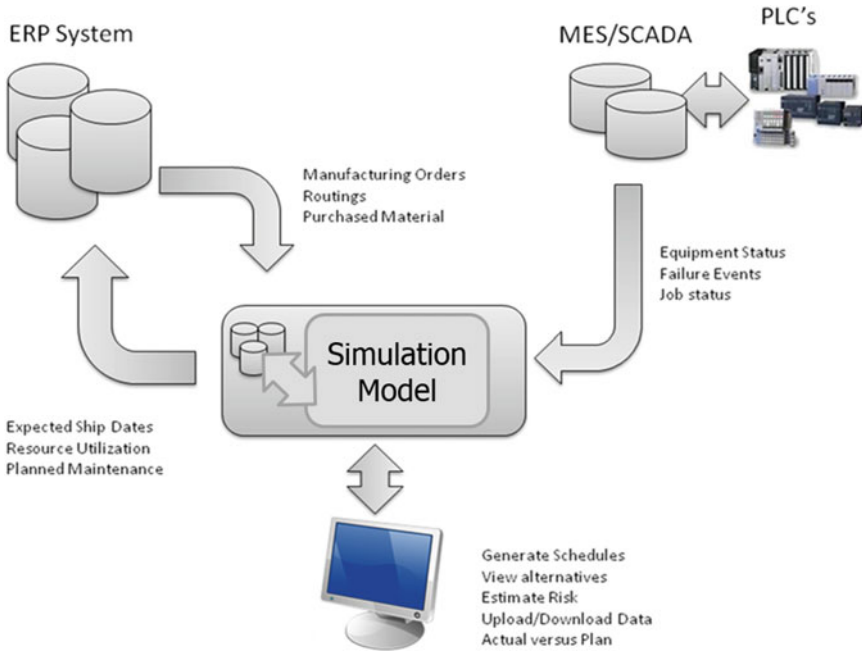 ERP System
MES/SCADA
PLC's
Manufacturing Orders
Routings
Purchased Material
Equipment Status
Failure Events
Job status
Simulation
Model
Expected Ship Dates
Resource Utilization
Planned Maintenance
Generate Schedules
View alternatives
Estimate Risk
Upload/Download Data
Actual versus Plan